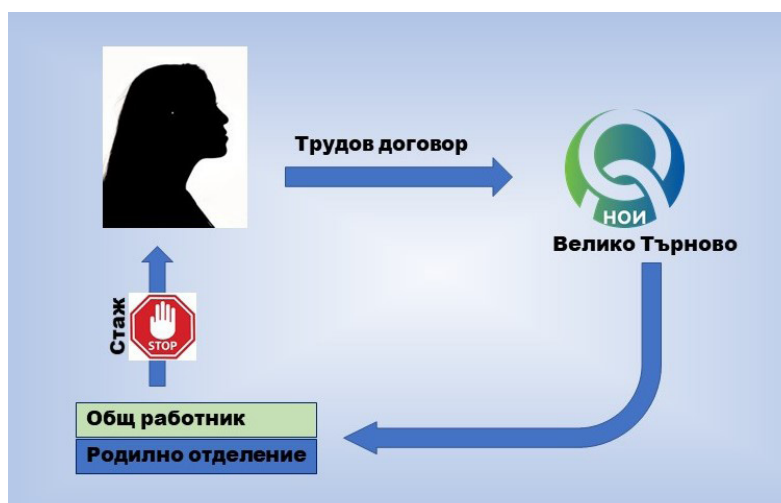 Трудов договор
НОИ
Велико Търново
Стаж
STOP
Общ работник
Родилно отделение